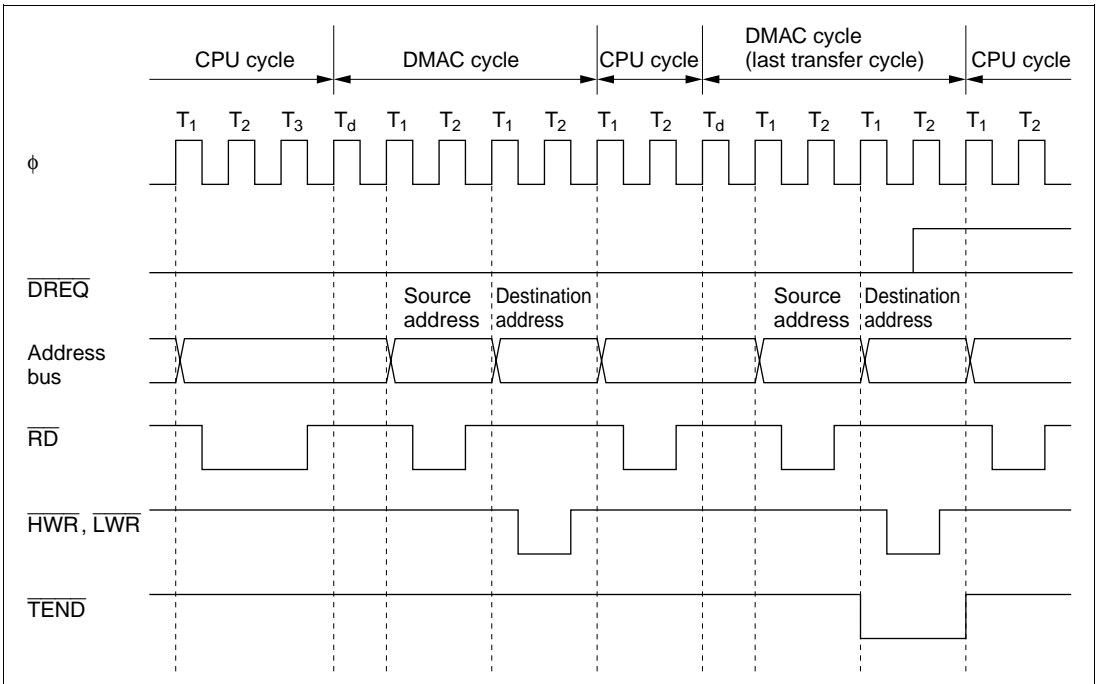 DMAC cycle
(last transfer cycle)
CPU cycle DMAC cycle CPU cycle CPU cycle
T1 T2 T3 Td T1 T2 T1 T2 T1 T2 Td T1 T2 T1 T2 T1 T2
ϕ
DREQ
Source address Destination address Source address Destination address
Address
bus
RD
HWR, LWR
TEND